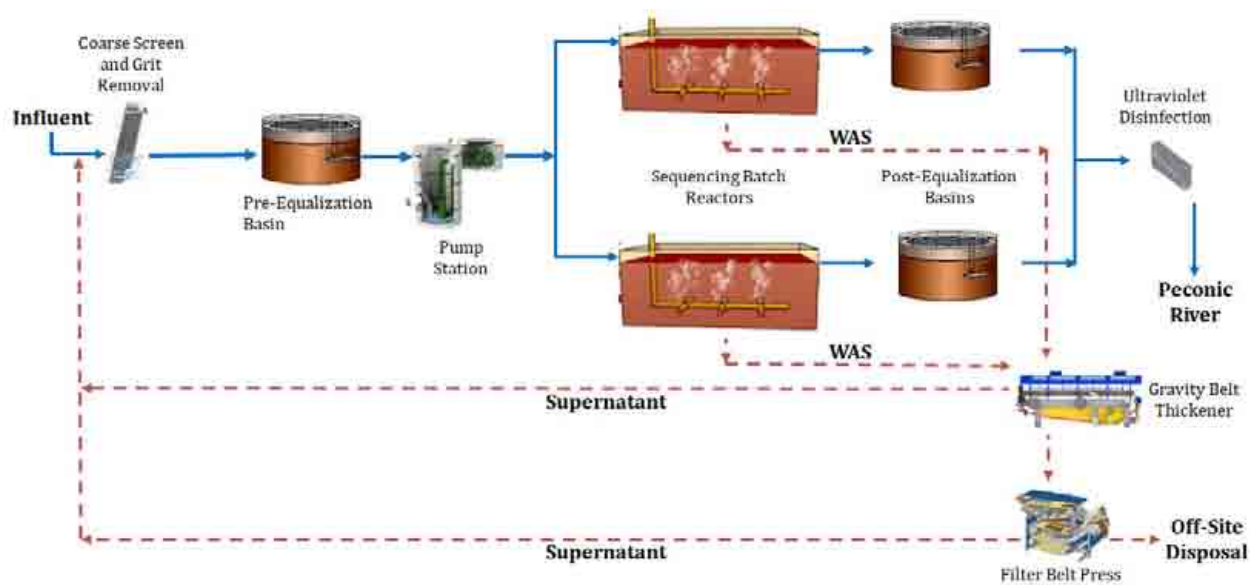 Coarse Screen
and Grit
Removal
Influent
Pre-Equalization
Basin
Pump
Station
WAS
Sequencing Batch
Reactors
Post-Equalization
Basins
Ultraviolet
Disinfection
Peconic
River
WAS
Supernatant
Gravity Belt
Thickener
Supernatant
Off-Site
Disposal
Filter Belt Press